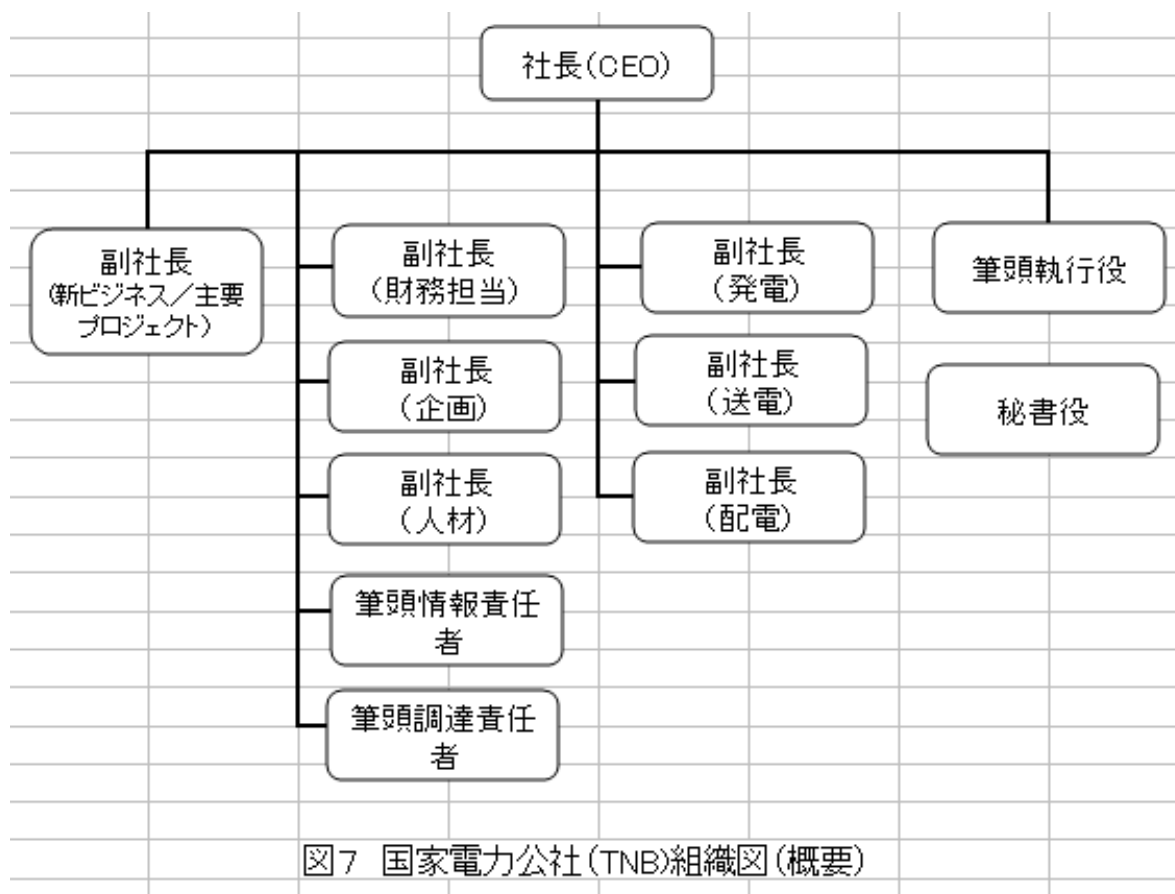 社長(CEO)
副社長
(新ビジネス／主要
プロジェクト)
副社長
(財務担当)
副社長
(企画)
副社長
(人材)
筆頭情報責任
者
筆頭調達責任
者
副社長
(発電)
副社長
(送電)
副社長
(配電)
筆頭執行役
秘書役
図７　国家電力公社(TNB)組織図(概要)